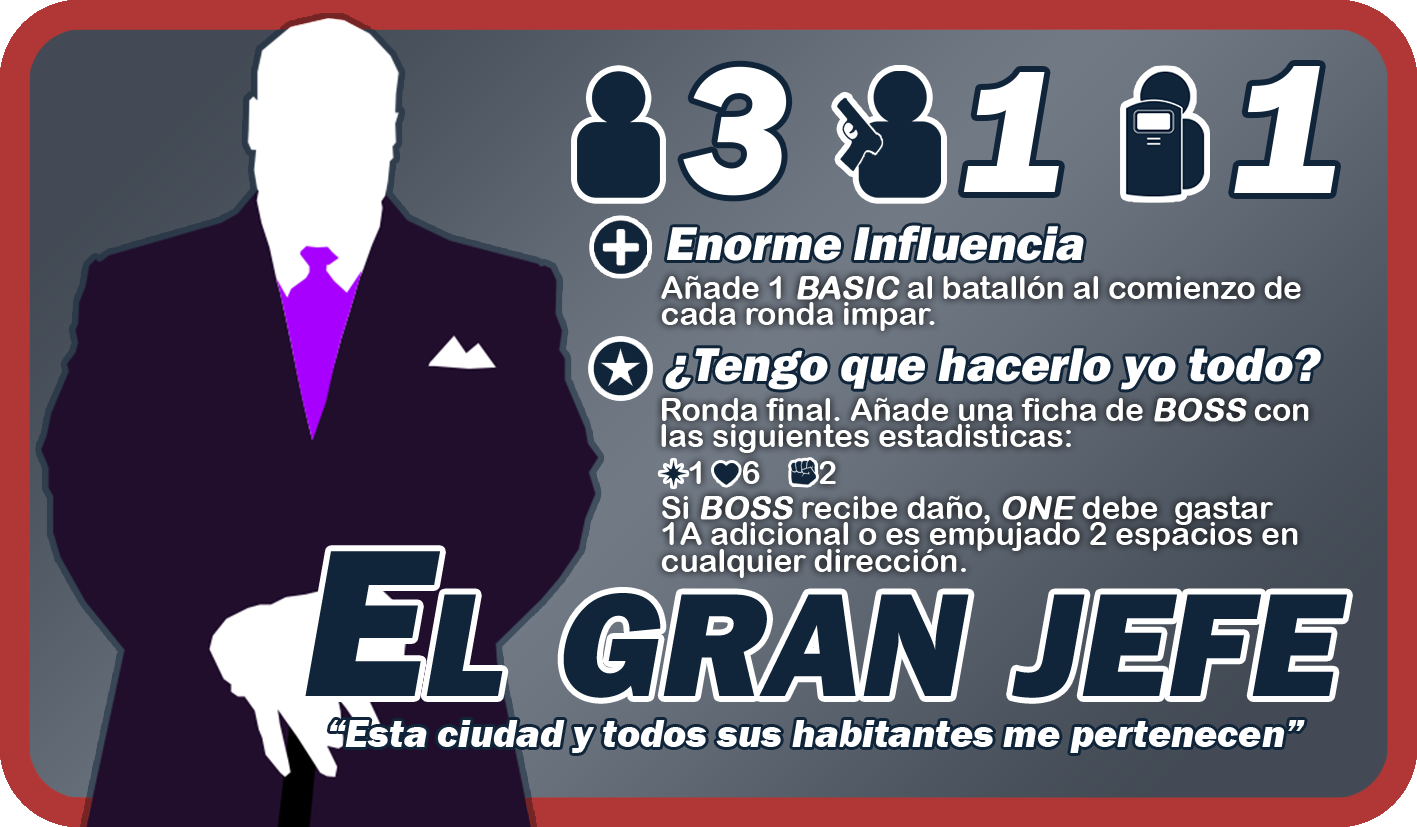 3 1 1
Enorme Influencia
Añade 1 BASIC al batallón al comienzo de
cada ronda impar.
¿Tengo que hacerlo yo todo?
Ronda final. Añade una ficha de BOSS con
las siguientes estadisticas:
1 6 2
Si BOSS recibe daño, ONE debe gastar
1A adicional o es empujado 2 espacios en
cualquier dirección.
EL GRAN JEFE
“Esta ciudad y todos sus habitantes me pertenecen”